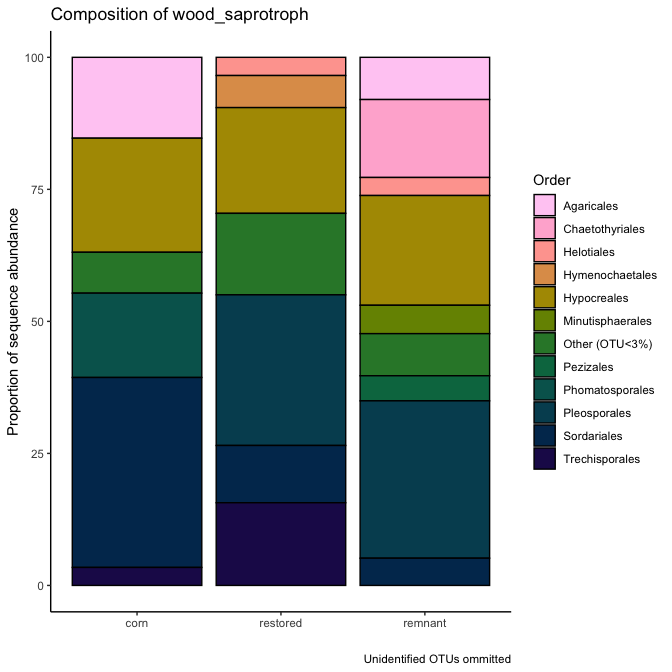 Composition of wood_saprotroph
Proportion of sequence abundance
100
75
50
25
0
corn
restored
remnant
Order
Agaricales
Chaetothyriales
Helotiales
Hymenochaetales
Hypocreales
Minutisphaerales
Other (OTU<3%)
Pezizales
Phomatosporales
Pleosporales
Sordariales
Trechisporales
Unidentified OTUs ommitted